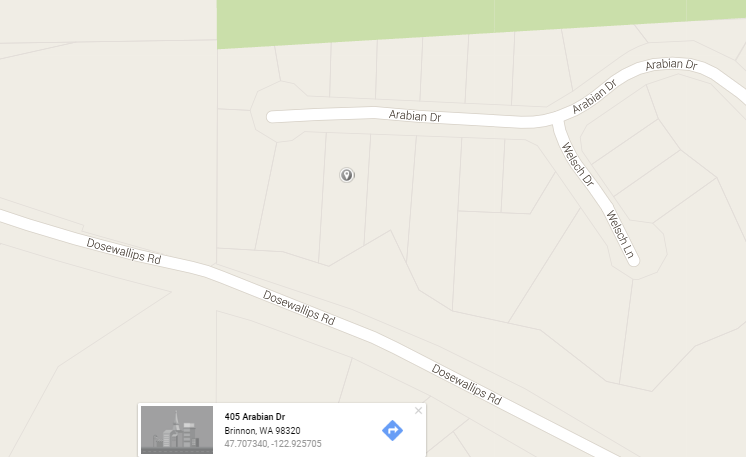 Arabian Dr
Arabian Dr
Arabian Dr
Welsch Dr
Welsch Ln
Dosewallips Rd
Dosewallips Rd
Dosewallips Rd
405 Arabian Dr
Brinnon, WA 98320
47.707340, -122.925705